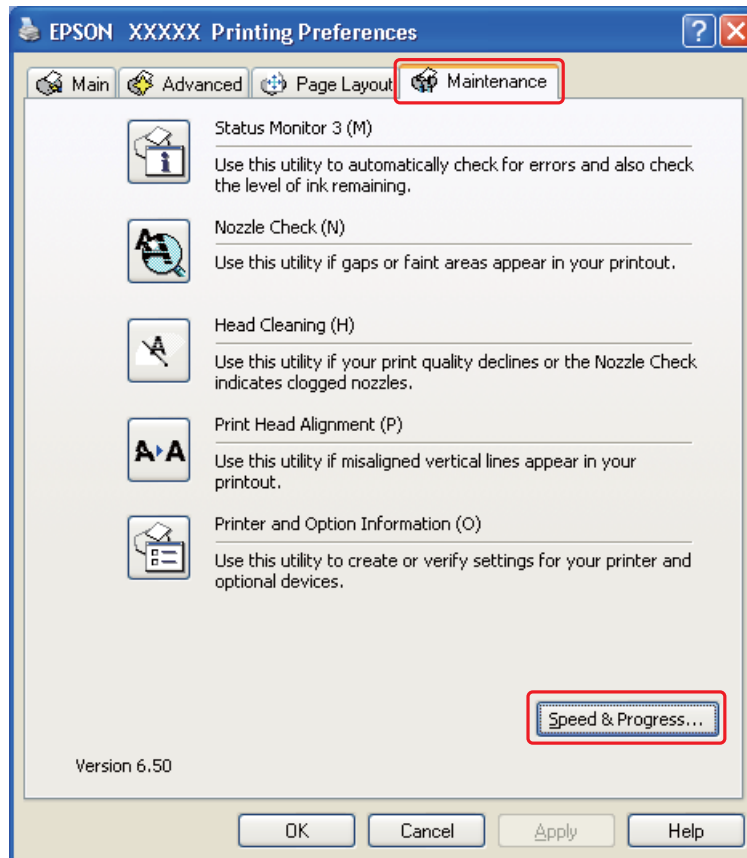 EPSON XXXXX Printing Preferences
Main
Advanced
Page Layout
Maintenance
Status Monitor 3 (M)
Use this utility to automatically check for errors and also check
the level of ink remaining.
Nozzle Check (N)
Use this utility if gaps or faint areas appear in your printout.
Head Cleaning (H)
Use this utility if your print quality declines or the Nozzle Check
indicates clogged nozzles.
Print Head Alignment (P)
Use this utility if misaligned vertical lines appear in your
printout.
Printer and Option Information (O)
Use this utility to create or verify settings for your printer and
optional devices.
Speed & Progress...
Version 6.50
OK
Cancel
Apply
Help